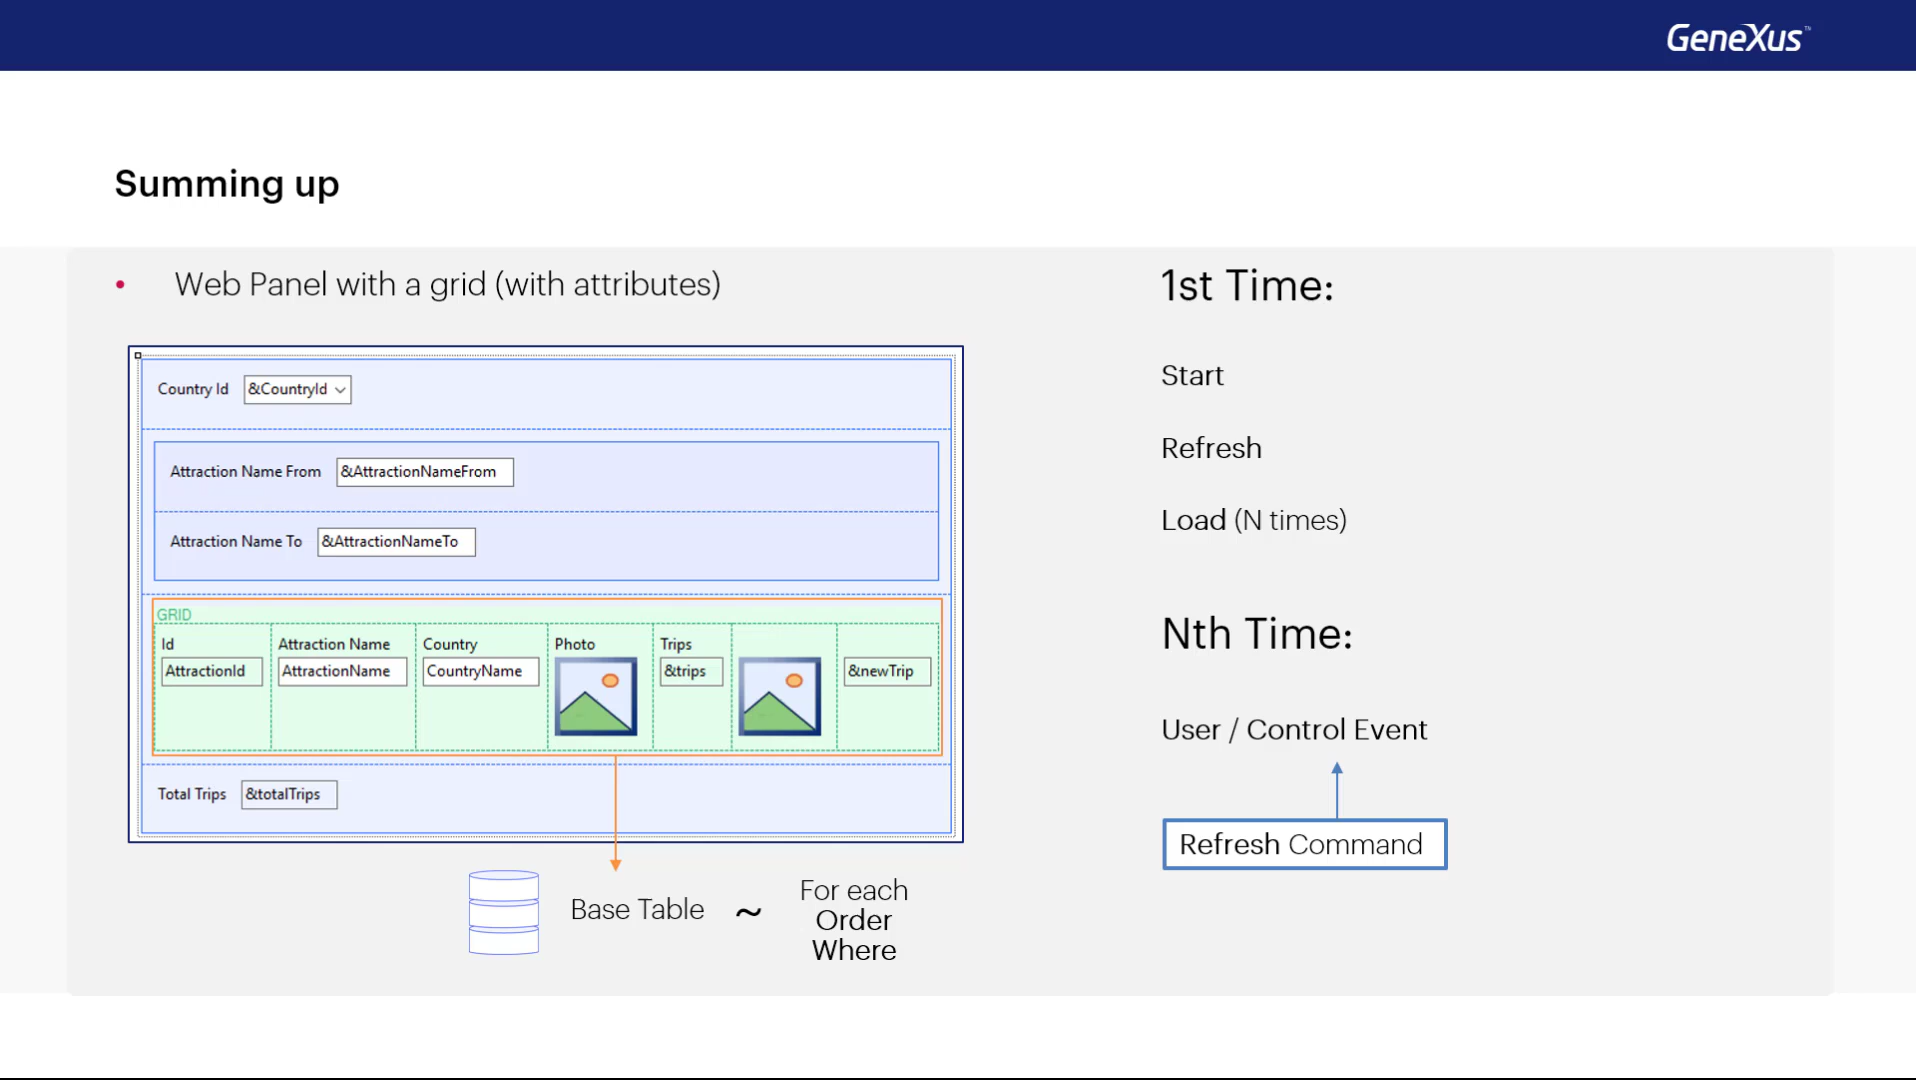 GeneXus™
Summing up
• Web Panel with a grid (with attributes)
Country Id &CountryId
Attraction Name From &AttractionNameFrom
Attraction Name To &AttractionNameTo
GRID
Id Attraction Name Country Photo Trips
AttractionId AttractionName CountryName &trips &newTrip
Total Trips &totalTrips
Base Table ~ For each
Order
Where
1st Time:
Start
Refresh
Load (N times)
Nth Time:
User / Control Event
Refresh Command